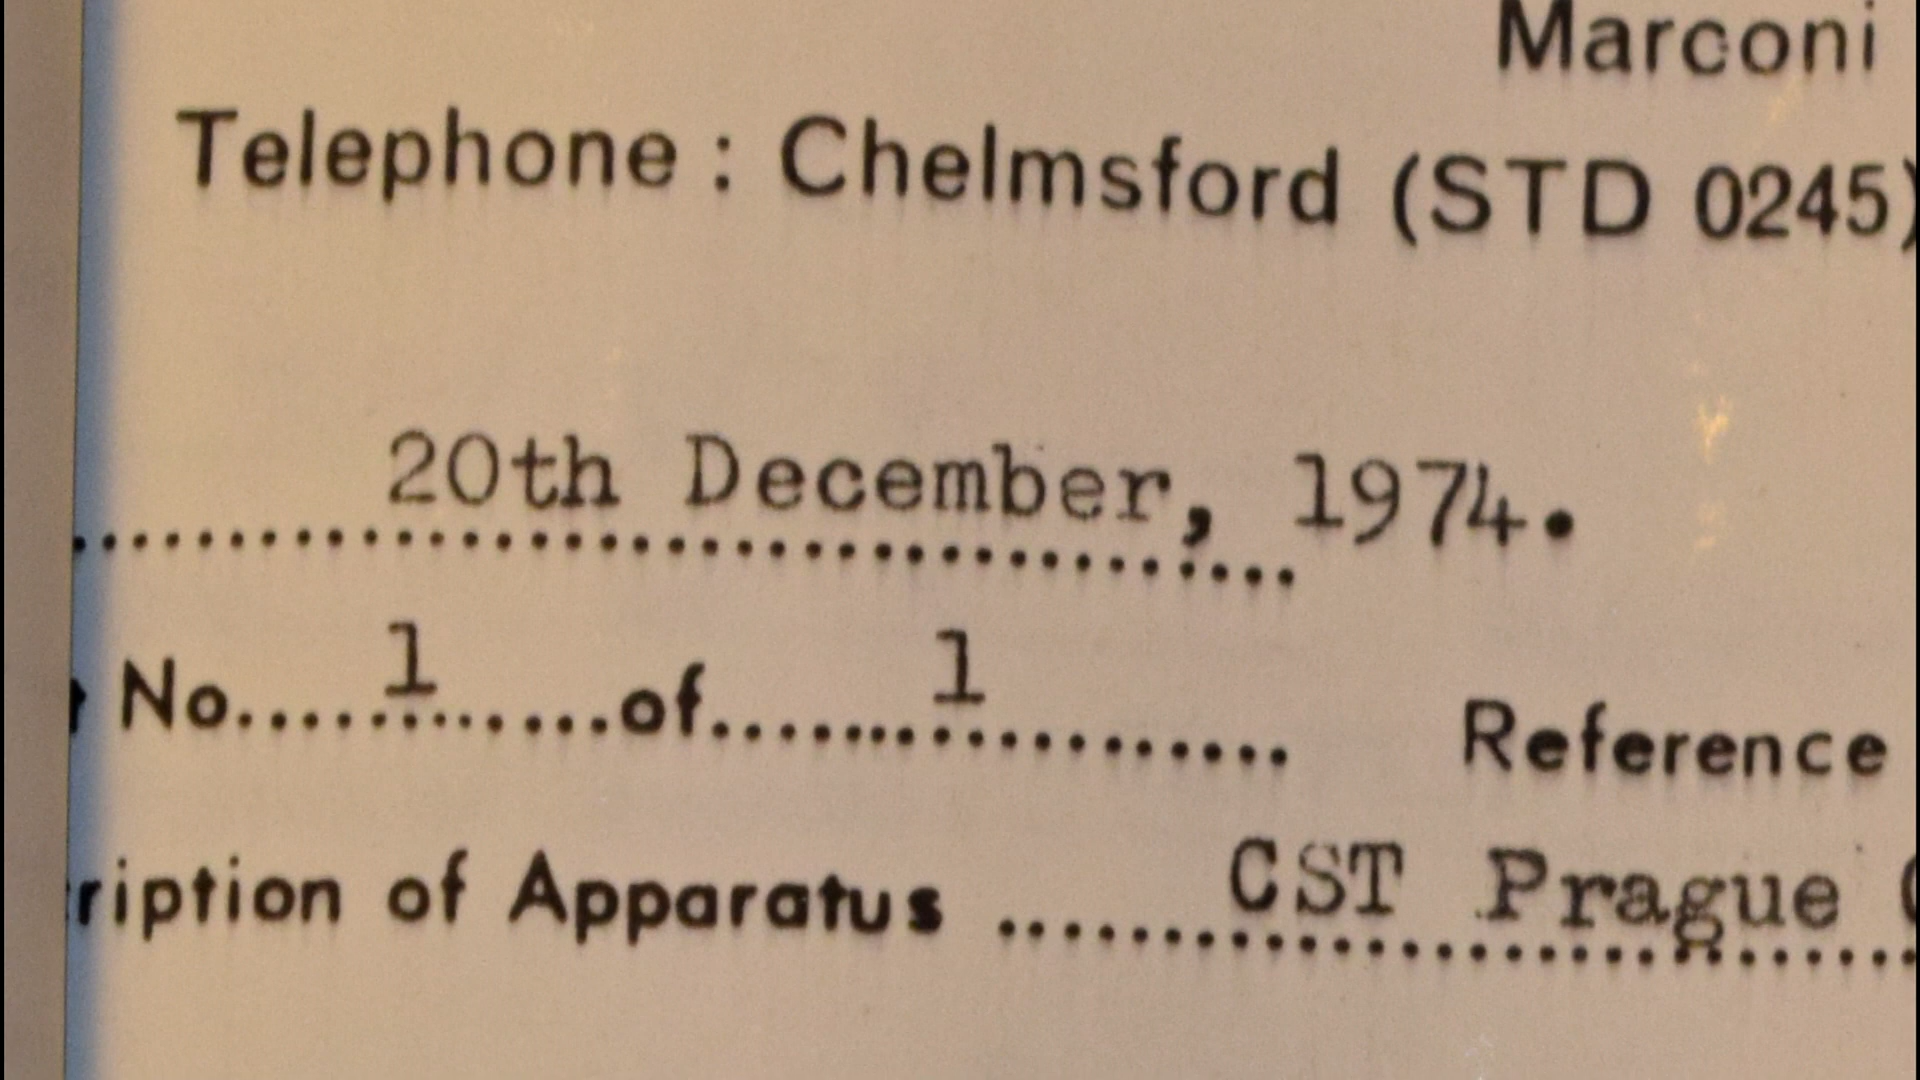 Marconi
Telephone : Chelmsford (STD 0245)
20th December, 1974.
No....1.....of......1............ Reference
ription of Apparatus ......CST Prague